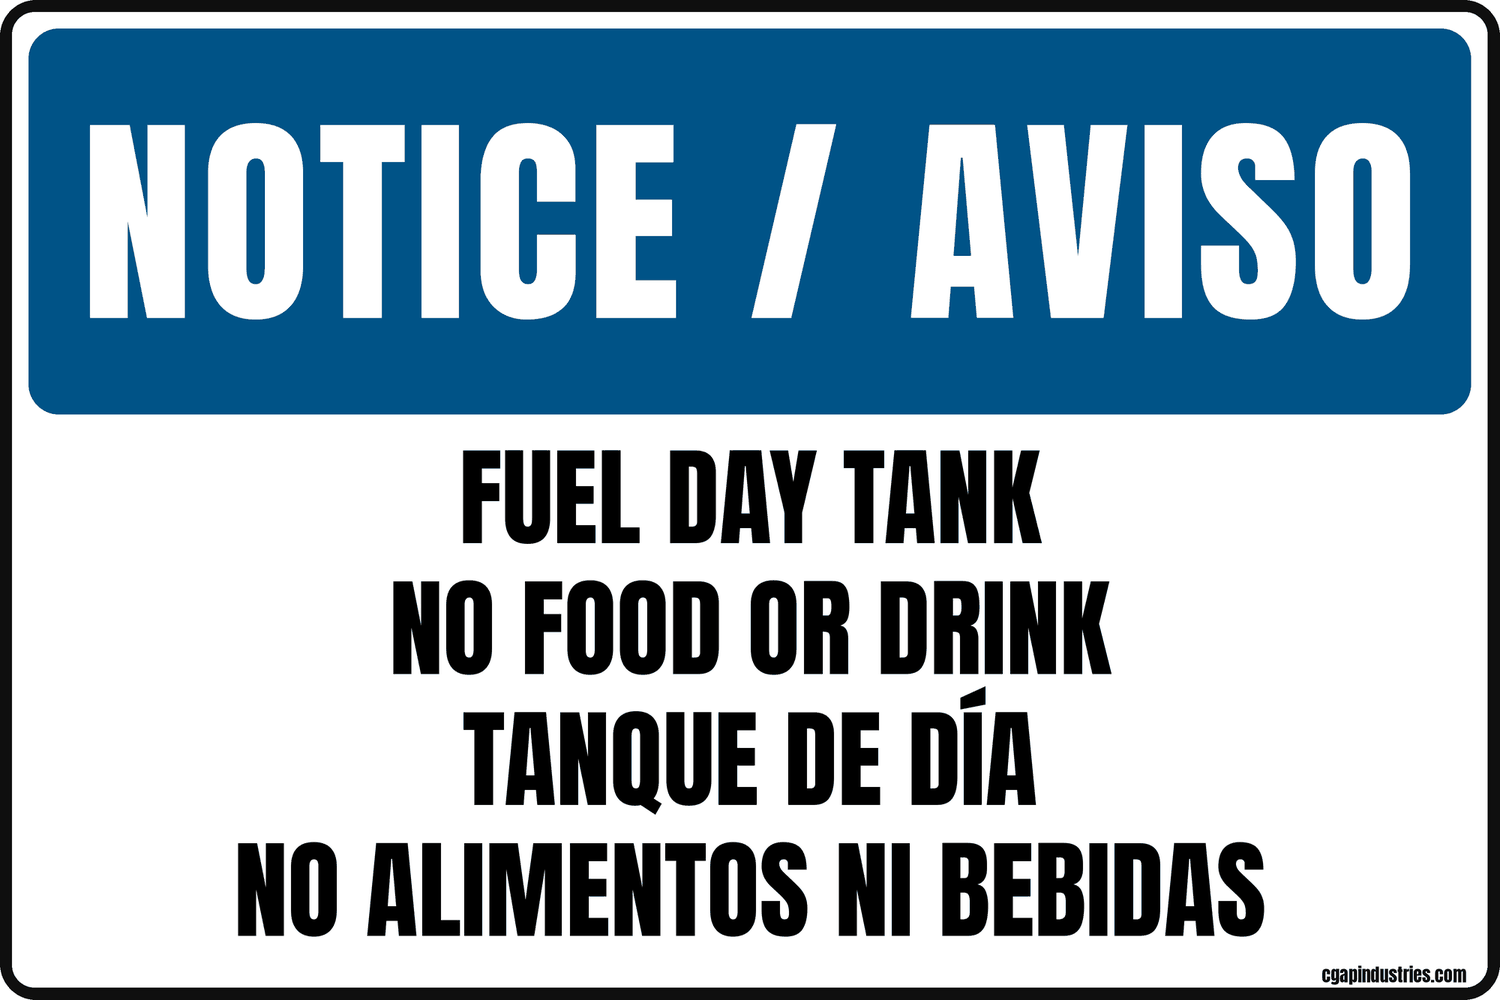 NOTICE / AVISO
FUEL DAY TANK
NO FOOD OR DRINK
TANQUE DE DÍA
NO ALIMENTOS NI BEBIDAS
cgapindustries.com